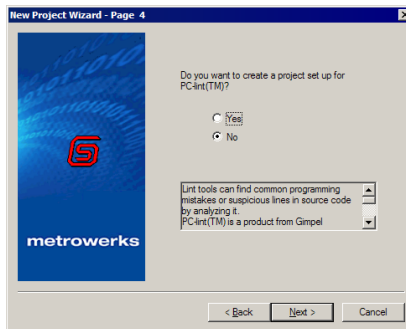 New Project Wizard - Page 4
Do you want to create a project set up for
PC-lint(TM)?
Yes
No
Lint tools can find common programming
mistakes or suspicious lines in source code
by analyzing it.
PC-lint(TM) is a product from Gimpel
metrowerks
< Back
Next >
Cancel